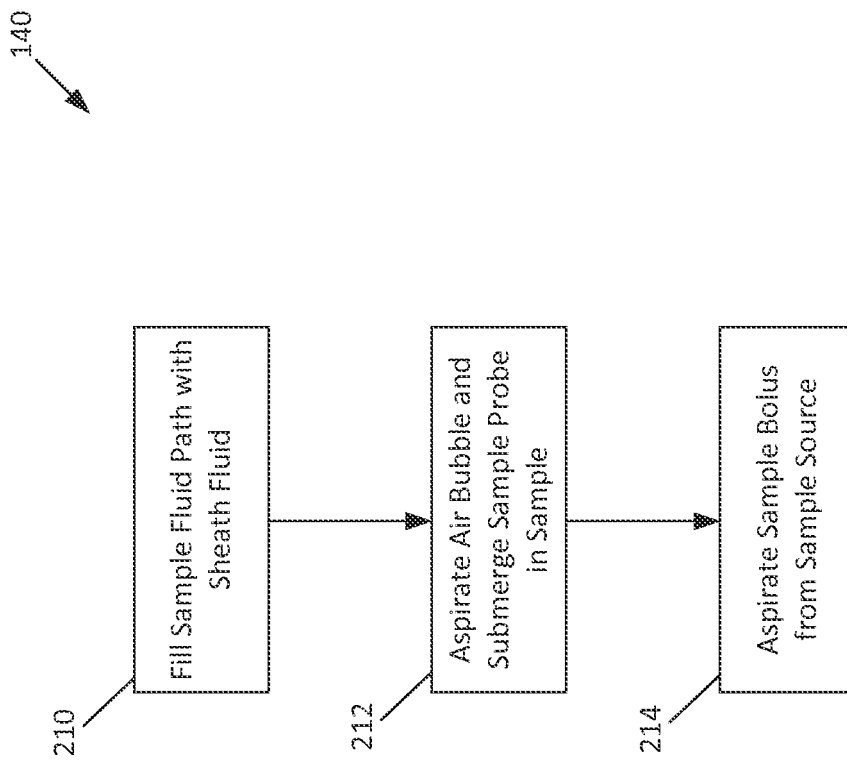 140
210
Fill Sample Fluid Path with
Sheath Fluid
212
Aspirate Air Bubble and
Submerge Sample Probe
in Sample
214
Aspirate Sample Bolus
from Sample Source